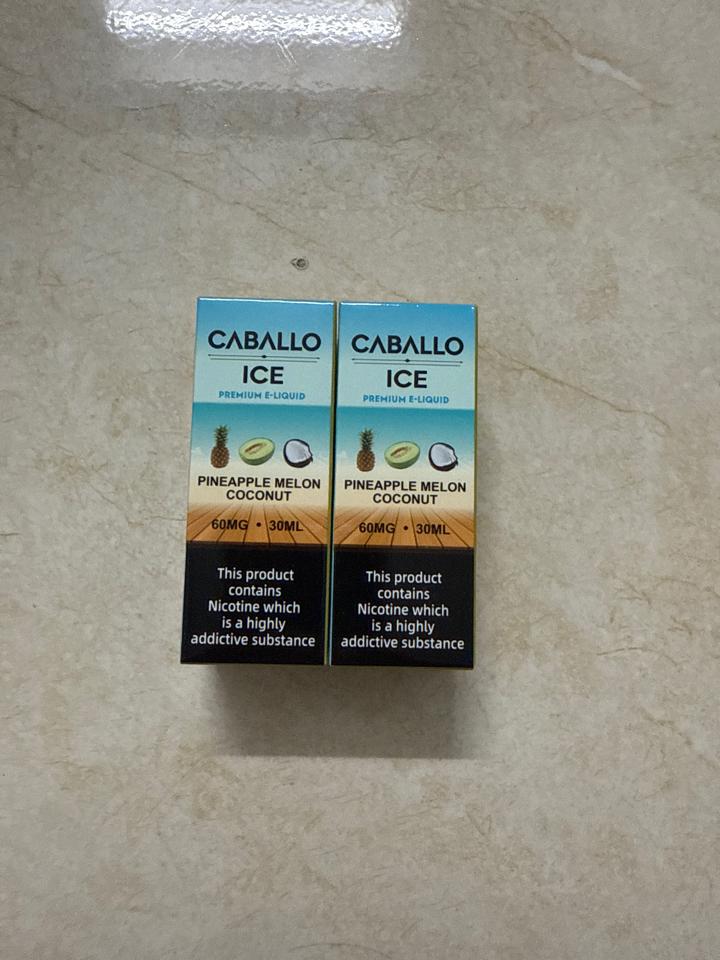 CABALLO
ICE
PREMIUM E-LIQUID
PINEAPPLE MELON
COCONUT
60MG • 30ML
This product
contains
Nicotine which
is a highly
addictive substance
CABALLO
ICE
PREMIUM E-LIQUID
PINEAPPLE MELON
COCONUT
60MG • 30ML
This product
contains
Nicotine which
is a highly
addictive substance